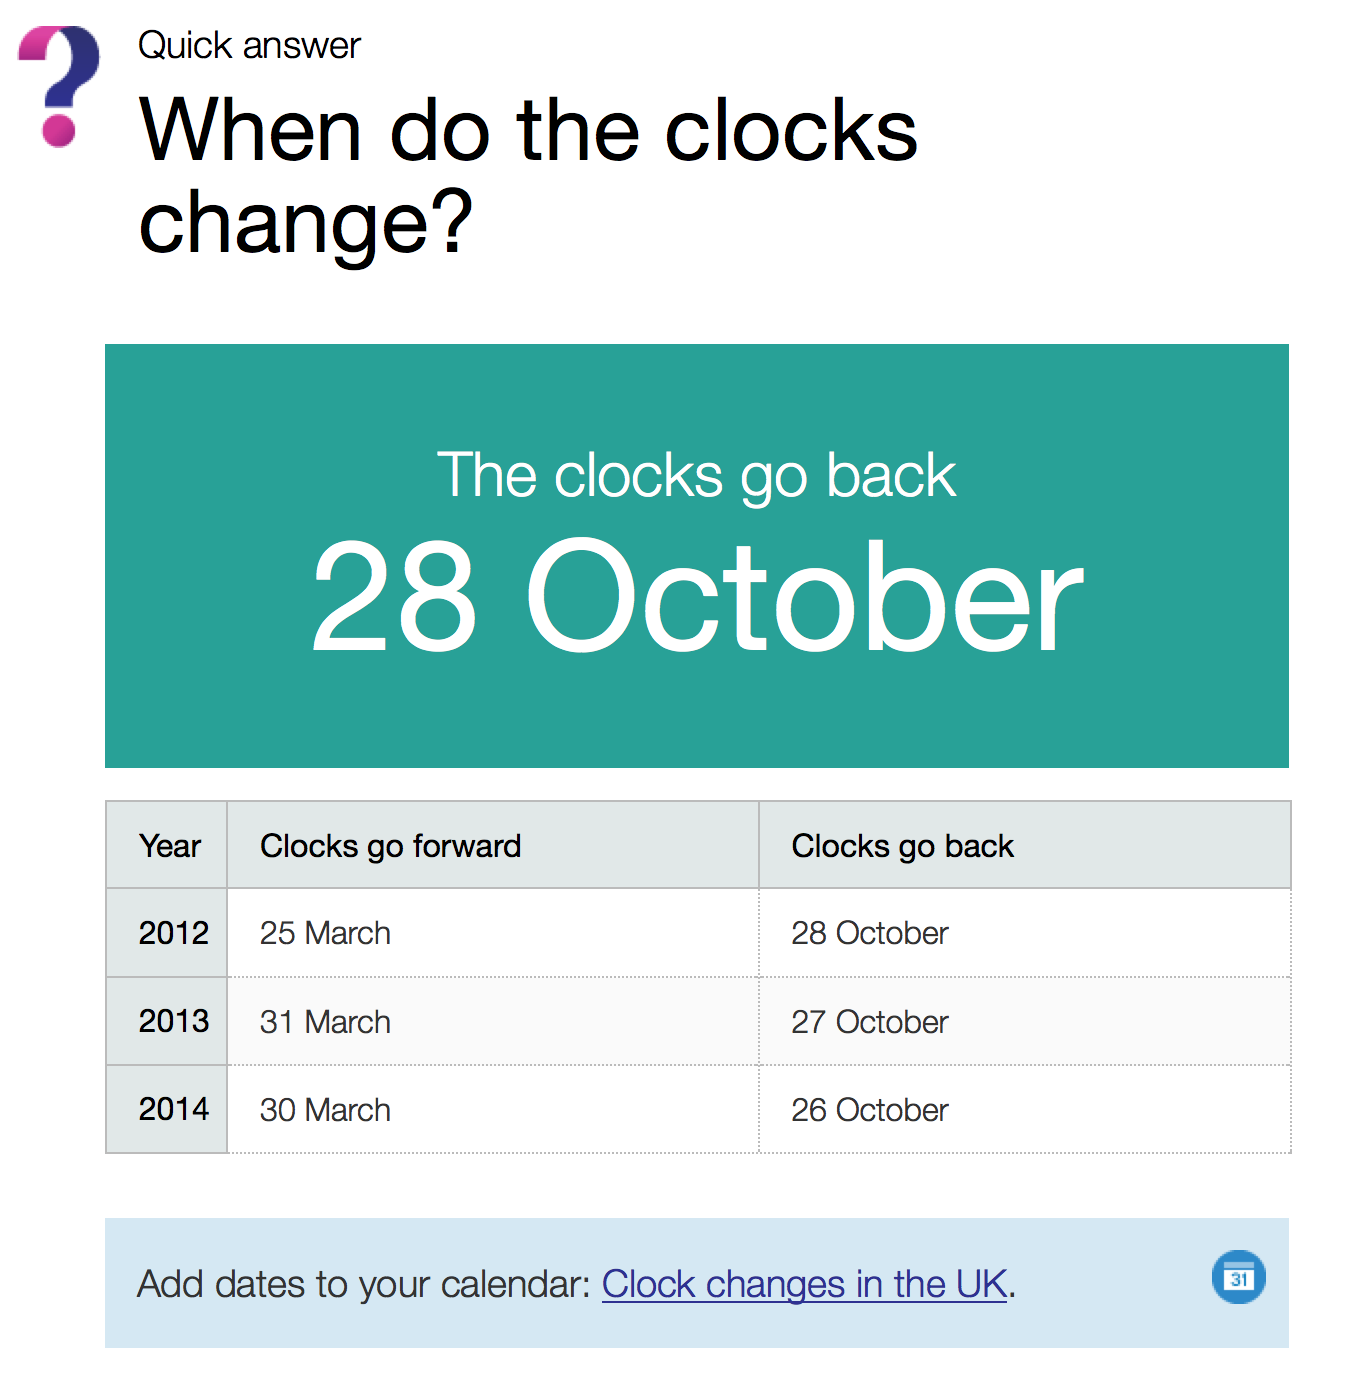 Quick answer
When do the clocks
change?
The clocks go back
28 October
Year Clocks go forward Clocks go back
2012 25 March 28 October
2013 31 March 27 October
2014 30 March 26 October
Add dates to your calendar: Clock changes in the UK.
31